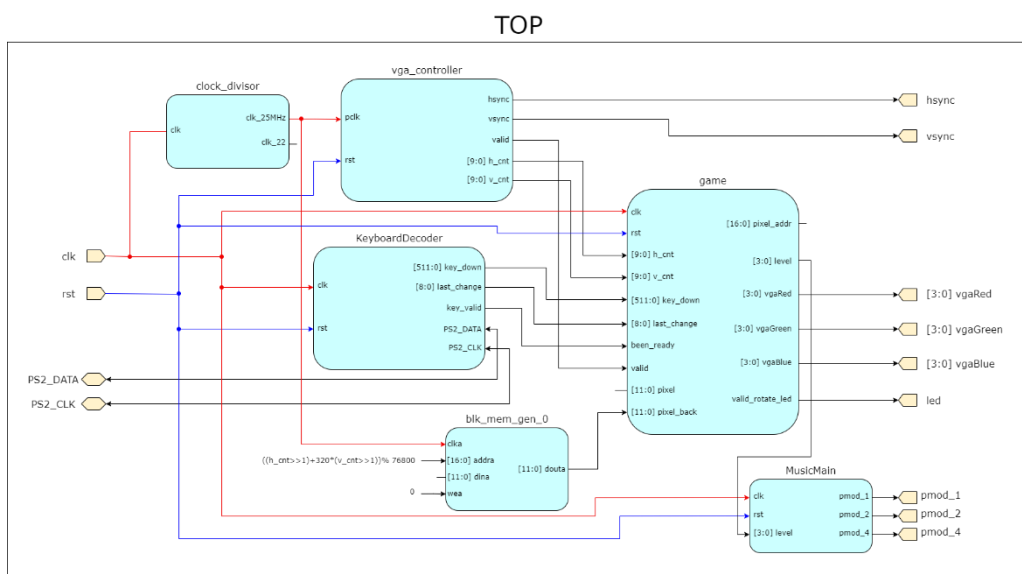 TOP
clock_divisor
clk
clk_25MHz
clk_22
vga_controller
pclk
rst
hsync
vsync
valid
[9:0] h_cnt
[9:0] v_cnt
hsync
vsync
clk
rst
PS2_DATA
PS2_CLK
KeyboardDecoder
clk
rst
[511:0] key_down
[8:0] last_change
key_valid
PS2_DATA
PS2_CLK
game
clk
rst
[9:0] h_cnt
[9:0] v_cnt
[511:0] key_down
[8:0] last_change
been_ready
valid
[11:0] pixel
[11:0] pixel_back
[16:0] pixel_addr
[3:0] level
[3:0] vgaRed
[3:0] vgaGreen
[3:0] vgaBlue
valid_rotate_led
[3:0] vgaRed
[3:0] vgaGreen
[3:0] vgaBlue
led
blk_mem_gen_0
((h_cnt>>1)+320*(v_cnt>>1))% 76800
0
clka
[16:0] addra
[11:0] dina
wea
[11:0] douta
MusicMain
clk
rst
[3:0] level
pmod_1
pmod_2
pmod_4
pmod_1
pmod_2
pmod_4